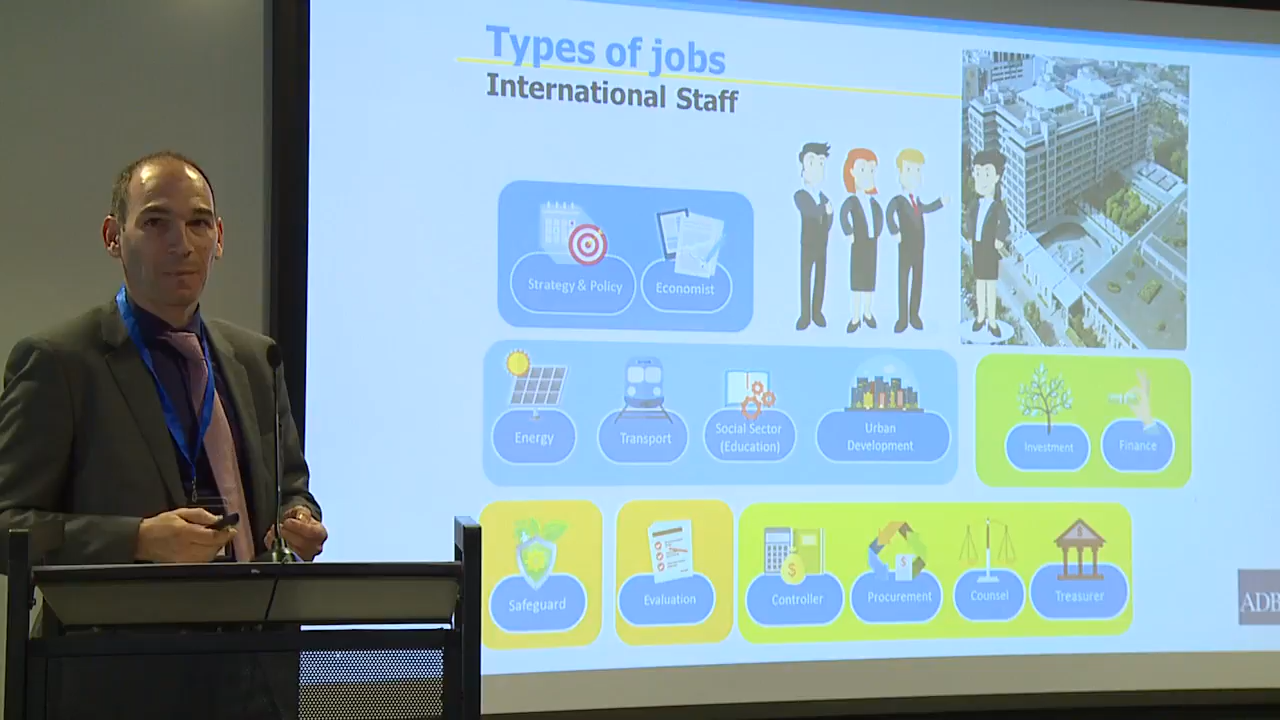 Types of jobs
International Staff
Strategy & Policy
Economist
Energy
Transport
Social Sector
(Education)
Urban
Development
Investment
Finance
Safeguard
Evaluation
Controller
Procurement
Counsel
Treasurer
ADB